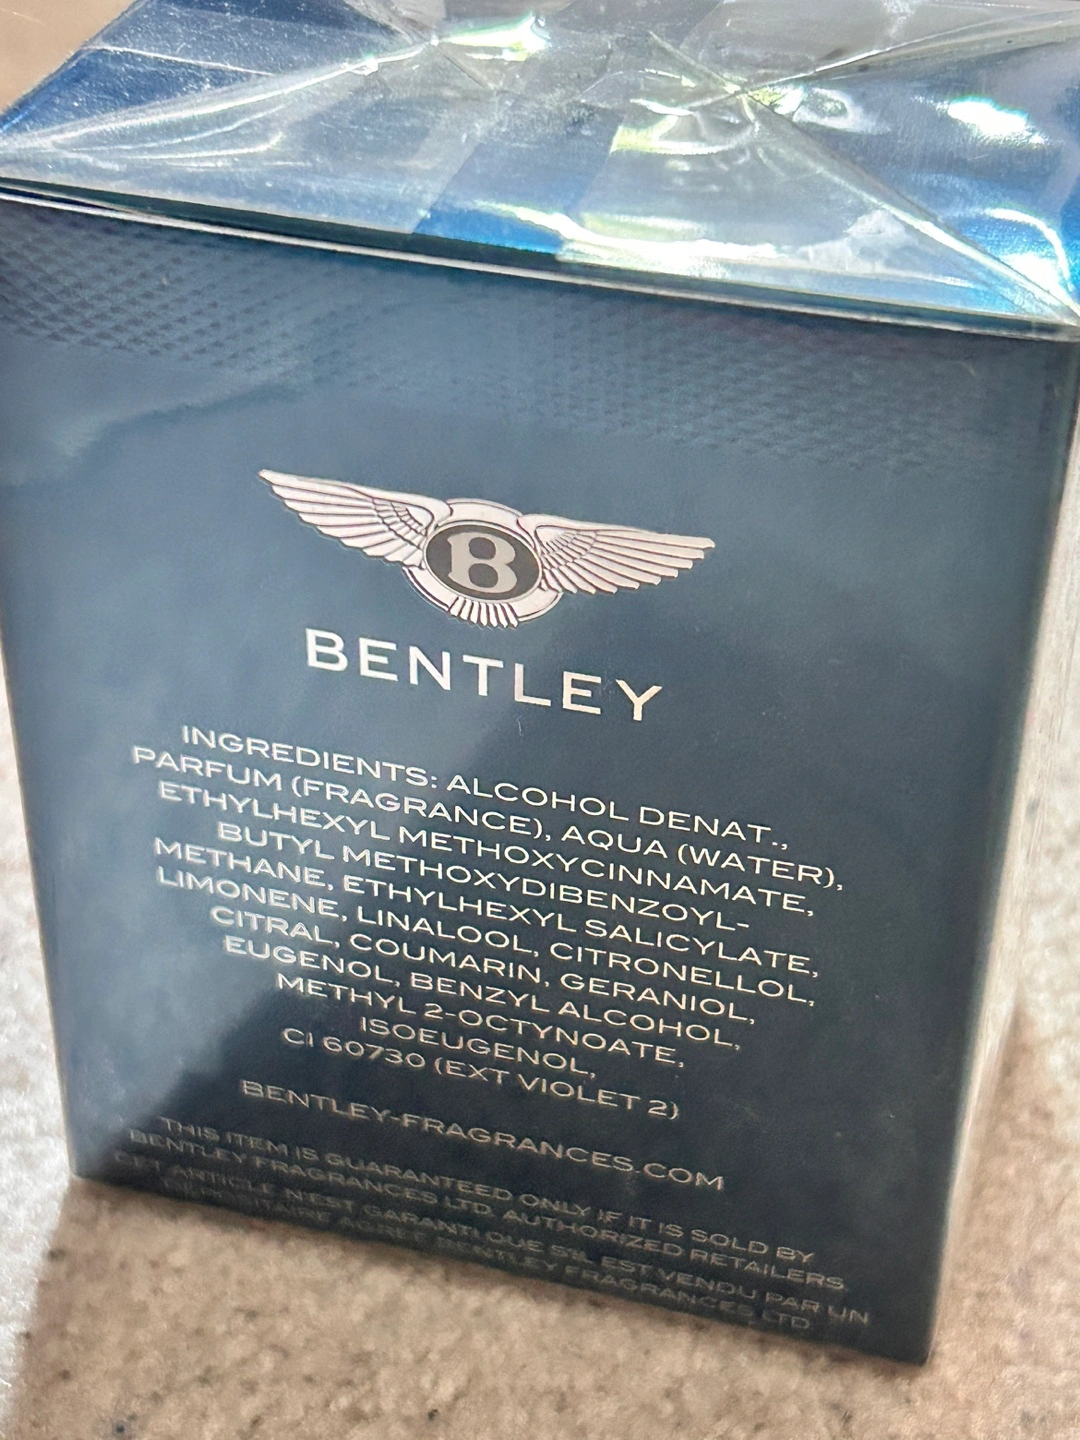 B
BENTLEY
INGREDIENTS: ALCOHOL DENAT.,
PARFUM (FRAGRANCE), AQUA (WATER),
ETHYLHEXYL METHOXYCINNAMATE,
BUTYL METHOXYDIBENZOYL-
METHANE, ETHYLHEXYL SALICYLATE,
LIMONENE, LINALOOL, CITRONELLOL,
CITRAL, COUMARIN, GERANIOL,
EUGENOL, BENZYL ALCOHOL,
METHYL 2-OCTYNOATE,
ISOEUGENOL,
CI 60730 (EXT VIOLET 2)
BENTLEY-FRAGRANCES.COM
THIS ITEM IS GUARANTEED ONLY IF IT IS SOLD BY
BENTLEY FRAGRANCES LTD. AUTHORIZED RETAILERS.
CET ARTICLE N'EST GARANTI QUE S'IL EST VENDU PAR UN
DEPOSITAIRE AGREE BENTLEY FRAGRANCES LTD